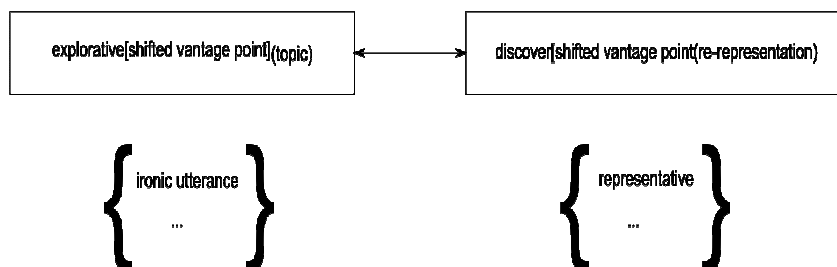 explorative[shifted vantage point](topic)
discover[shifted vantage point(re-representation)
ironic utterance
...
representative
...